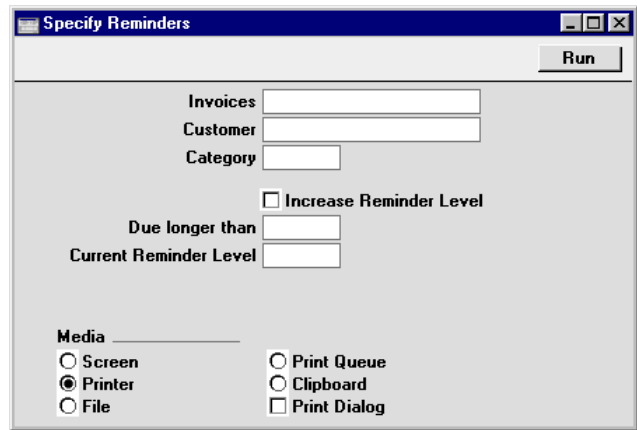 Specify Reminders
Run
Invoices
Customer
Category
Increase Reminder Level
Due longer than
Current Reminder Level
Media
Screen
Print Queue
Printer
Clipboard
File
Print Dialog